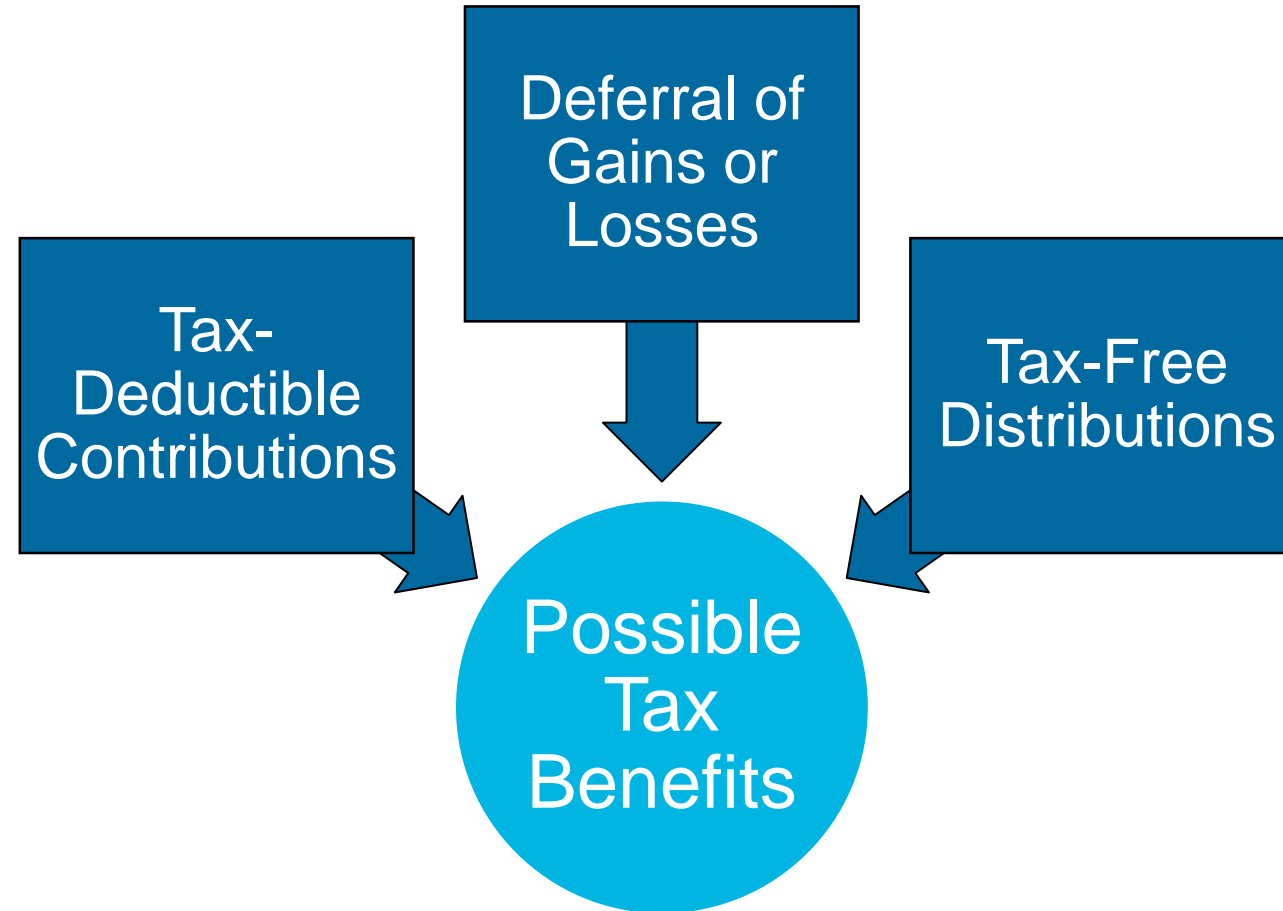 Deferral of
Gains or
Losses
Tax-
Deductible
Contributions
Tax-Free
Distributions
Possible
Tax
Benefits